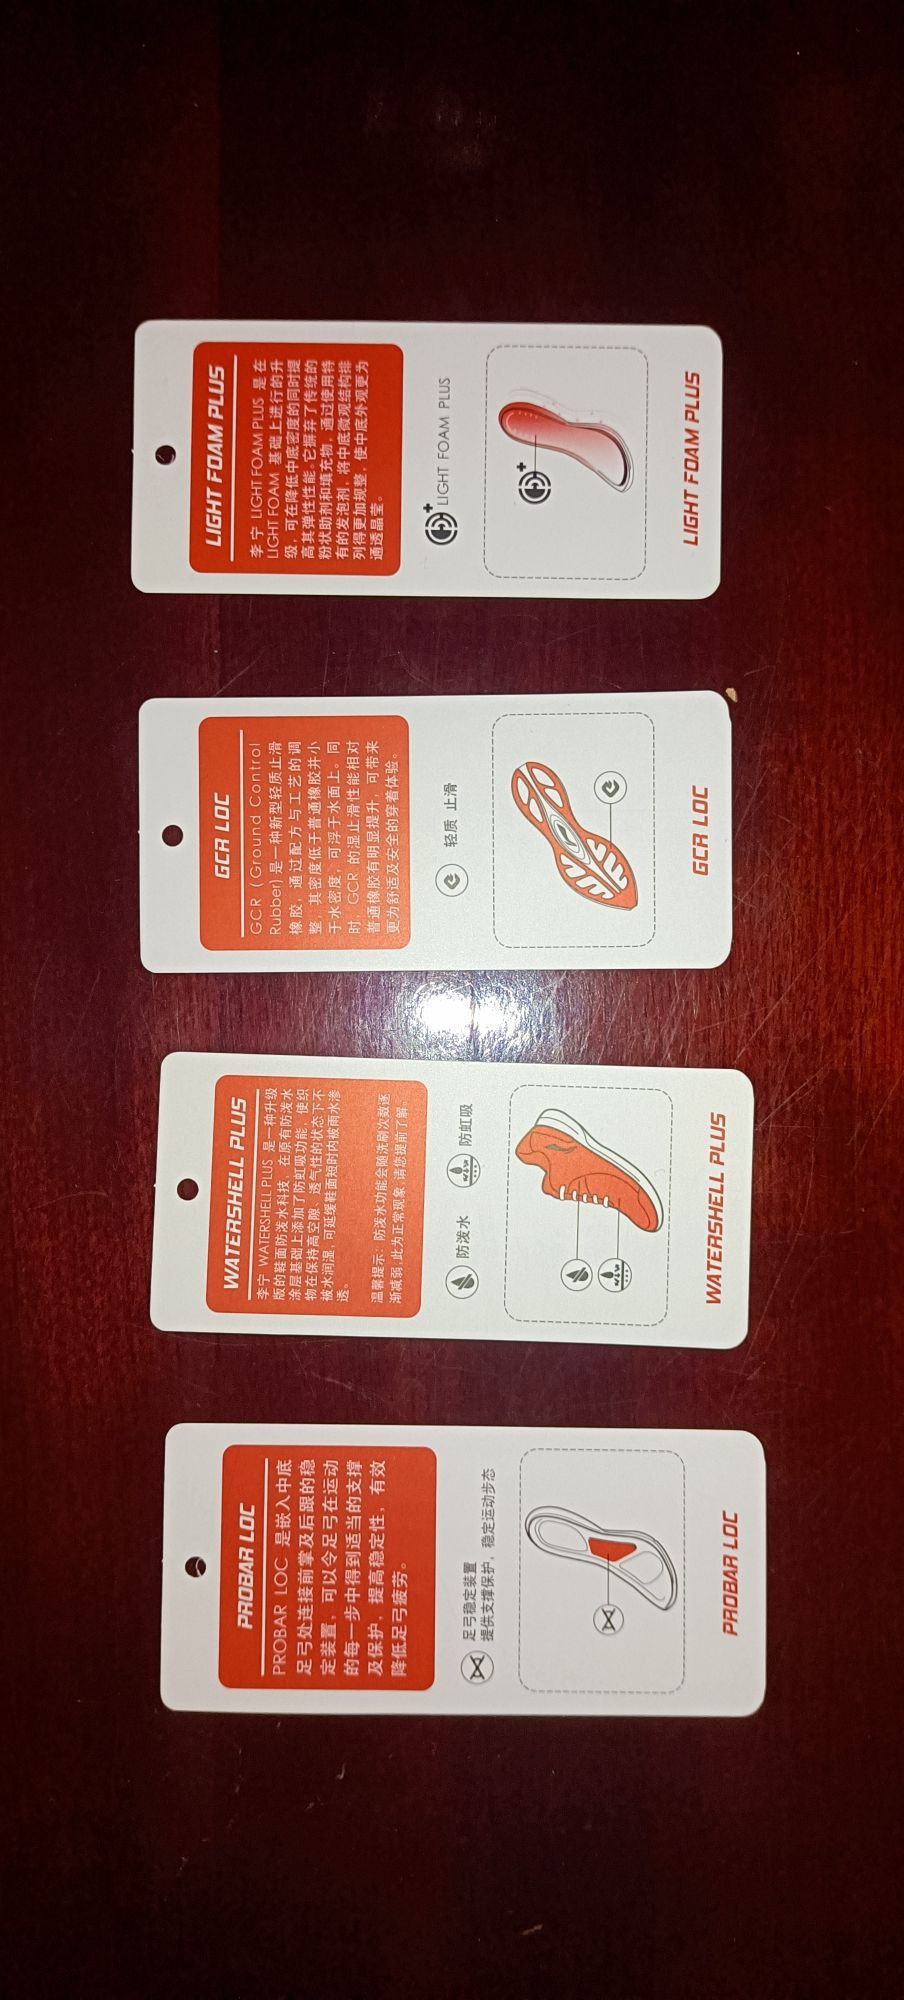 LIGHT FOAM PLUS
李宁 LIGHT FOAM PLUS 是在
LIGHT FOAM 基础上进行的升
级，可在降低中底密度的同时提
高其弹性性能。它摒弃了传统的
粉状助剂和填充物，通过使用特
有的发泡剂，将中底微观结构排
列得更加规整，使中底外观更为
通透晶莹。
LIGHT FOAM PLUS
LIGHT FOAM PLUS
GCR LOC
GCR (Ground Control
Rubber) 是一种新型轻质止滑
橡胶，通过配方与工艺的调
整，其密度低于普通橡胶并小
于水密度，可浮于水面上。同
时，GCR 的湿止滑性能相对
普通橡胶有明显提升，可带来
更为舒适及安全的穿着体验。
轻质 止滑
GCR LOC
WATERSHELL PLUS
李宁 WATERSHELL PLUS 是一种升级
版的鞋面防泼水科技，在原有防泼水
涂层基础上添加了防虹吸功能，使织
物在保持高空隙、透气性的状态下不
被水润湿，可延缓鞋面短时内被雨水渗
透。
温馨提示：防泼水功能会随洗刷次数逐
渐减弱，此为正常现象，请您提前了解。
防泼水
防虹吸
WATERSHELL PLUS
PROBAR LOC
PROBAR LOC 是嵌入中底
足弓处连接前掌及后跟的稳
定装置，可以令足弓在运动
的每一步中得到适当的支撑
及保护，提高稳定性，有效
降低足弓疲劳。
足弓稳定装置
提供支撑保护，稳定运动步态
PROBAR LOC